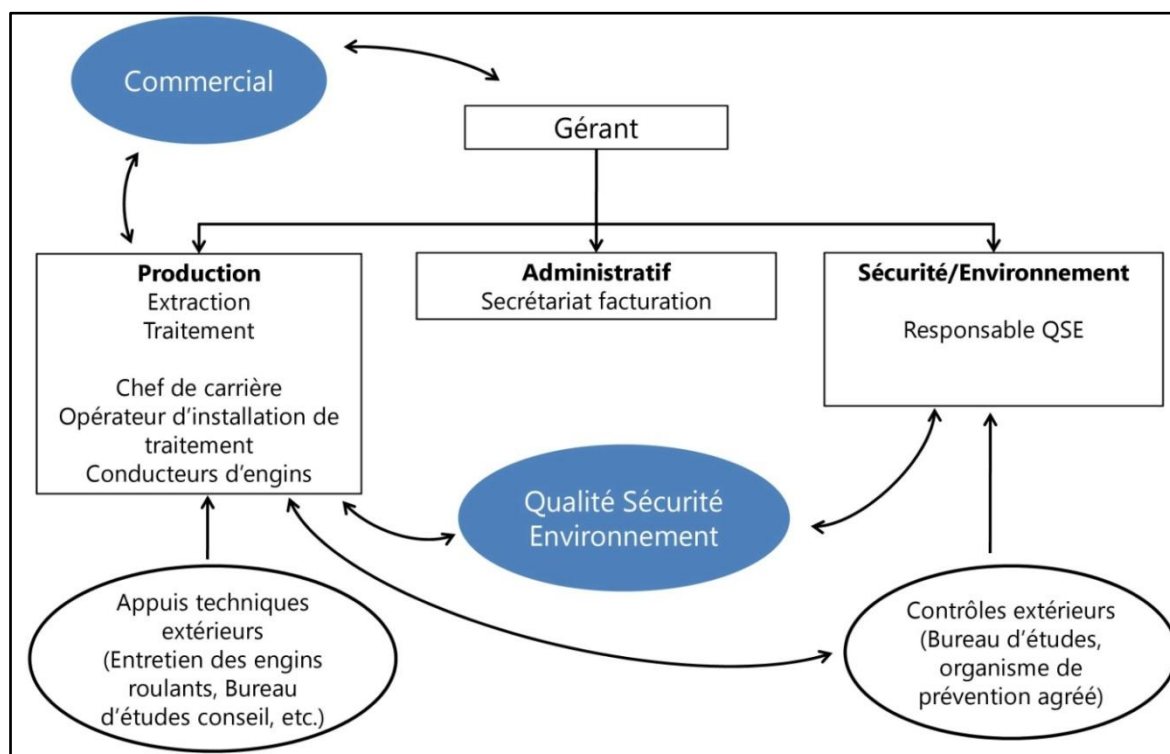 Commercial
Gérant
Production
Extraction
Traitement
Chef de carrière
Opérateur d’installation de
traitement
Conducteurs d’engins
Administratif
Secrétariat facturation
Sécurité/Environnement
Responsable QSE
Qualité Sécurité
Environnement
Appuis techniques
extérieurs
(Entretien des engins
roulants, Bureau
d’études conseil, etc.)
Contrôles extérieurs
(Bureau d’études,
organisme de
prévention agréé)